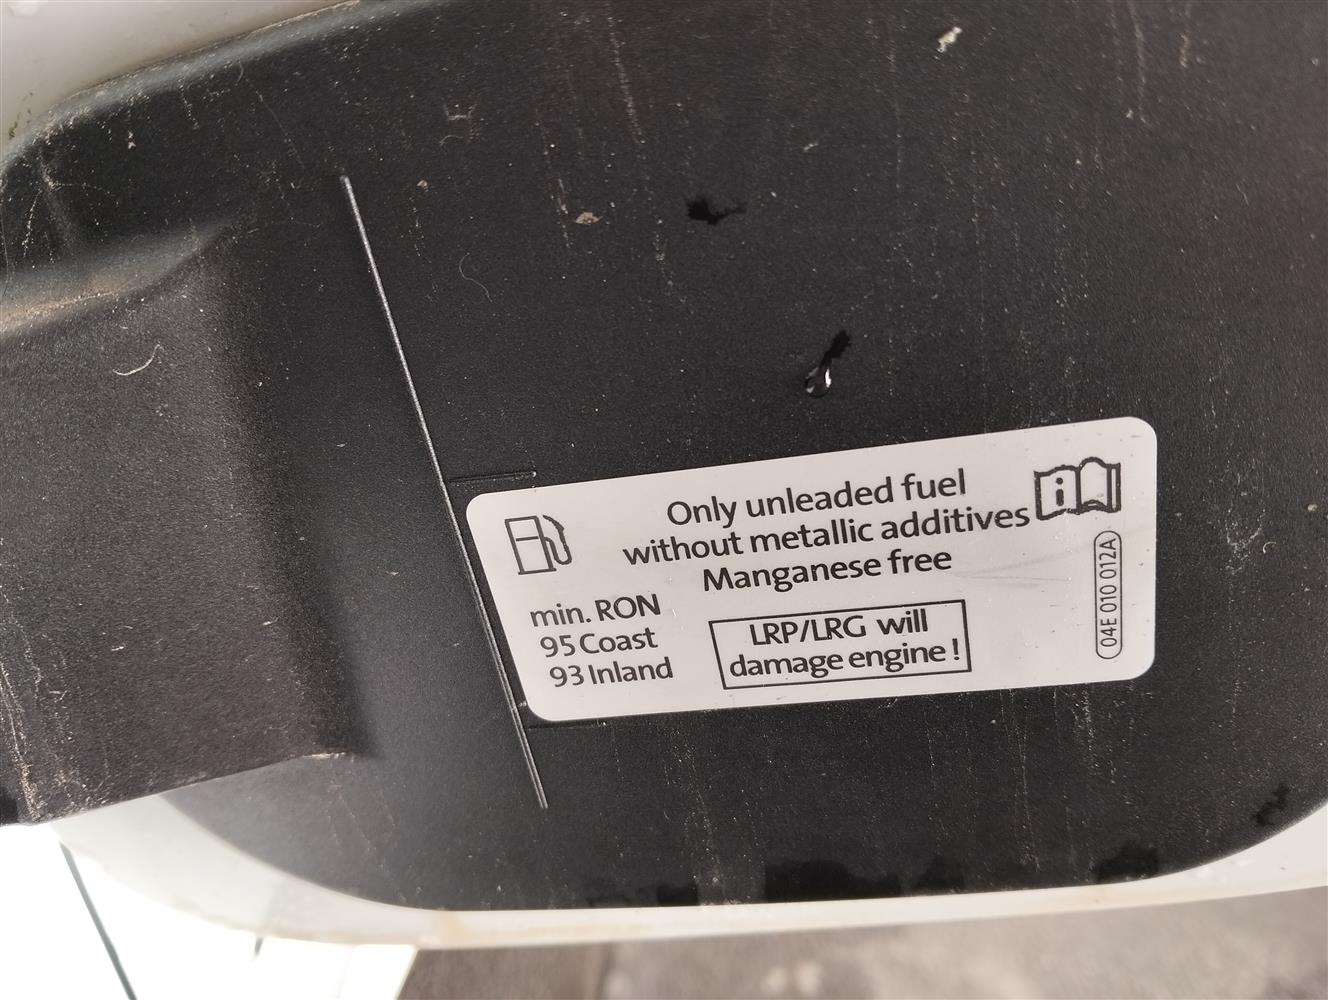 Only unleaded fuel
without metallic additives
Manganese free
min. RON
95 Coast
93 Inland
LRP/LRG will
damage engine!
i
04E 010 012A